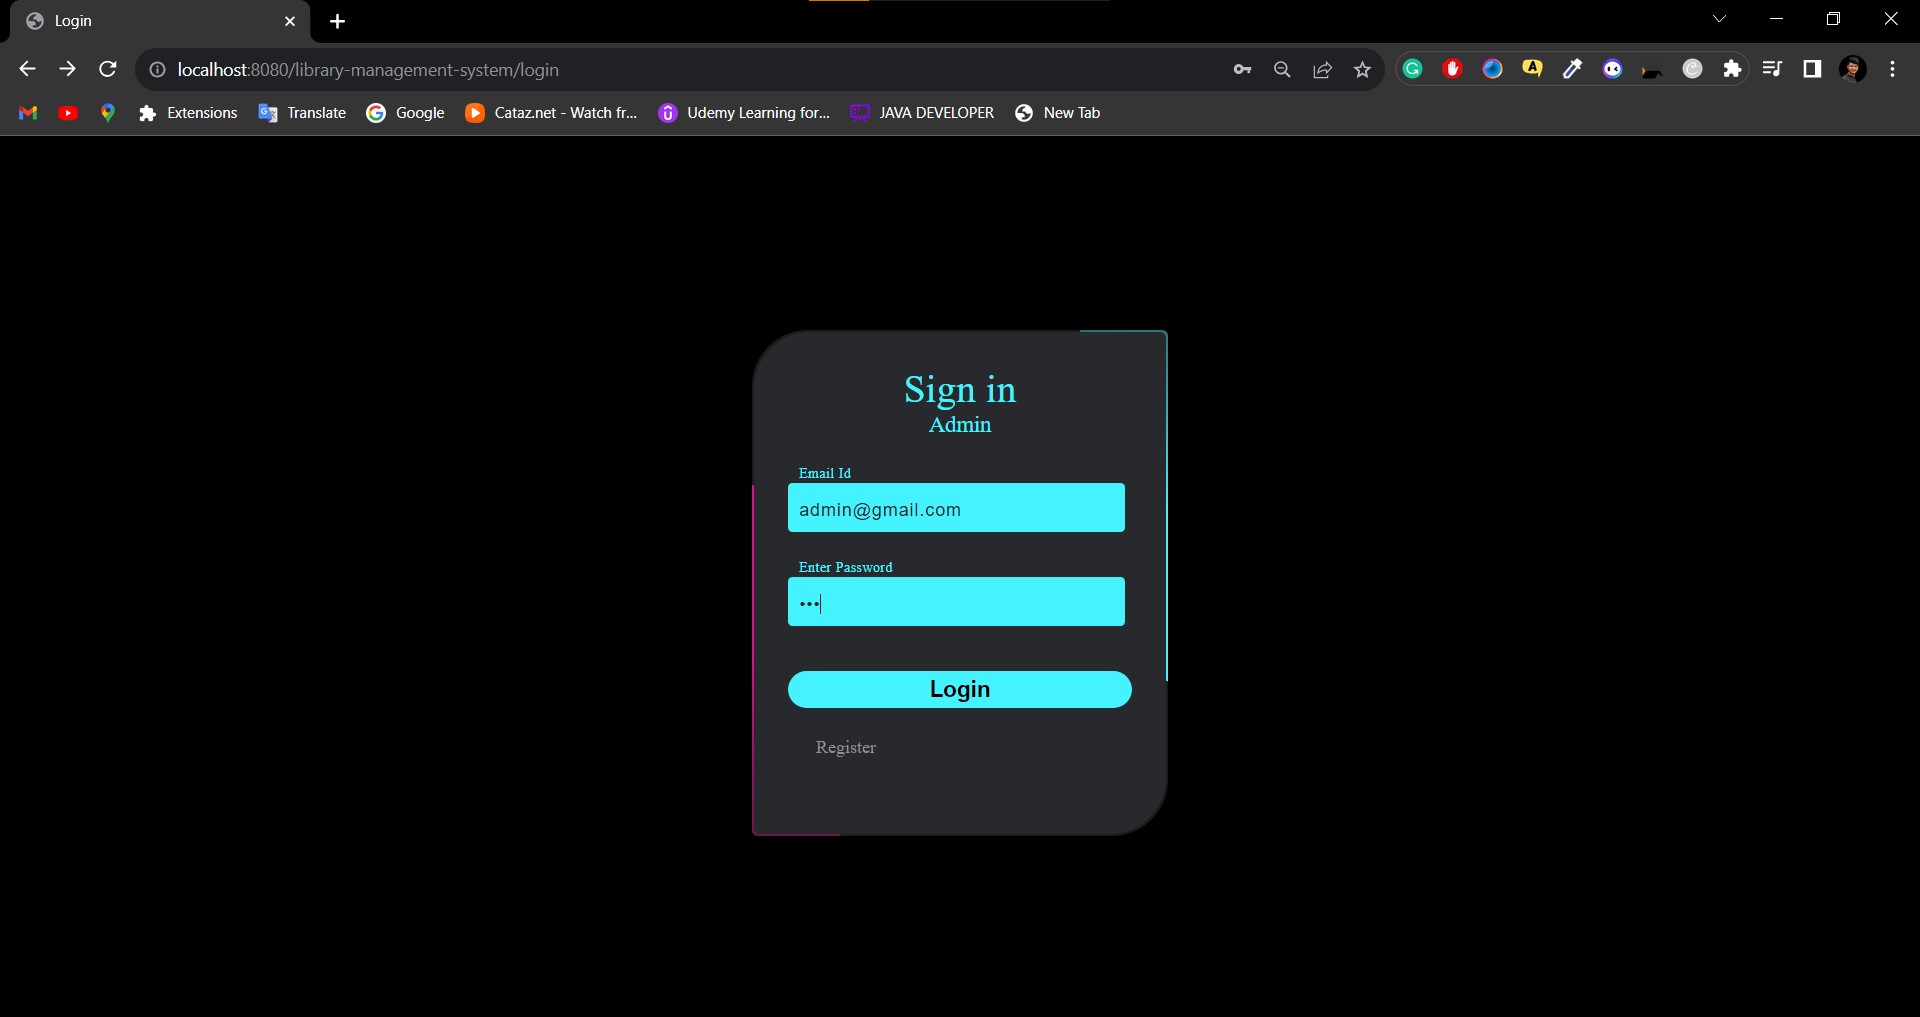 Login
localhost:8080/library-management-system/login
Extensions
Translate
Google
Cataz.net - Watch fr...
Udemy Learning for...
JAVA DEVELOPER
New Tab
Sign in
Admin
Email Id
admin@gmail.com
Enter Password
•••
Login
Register